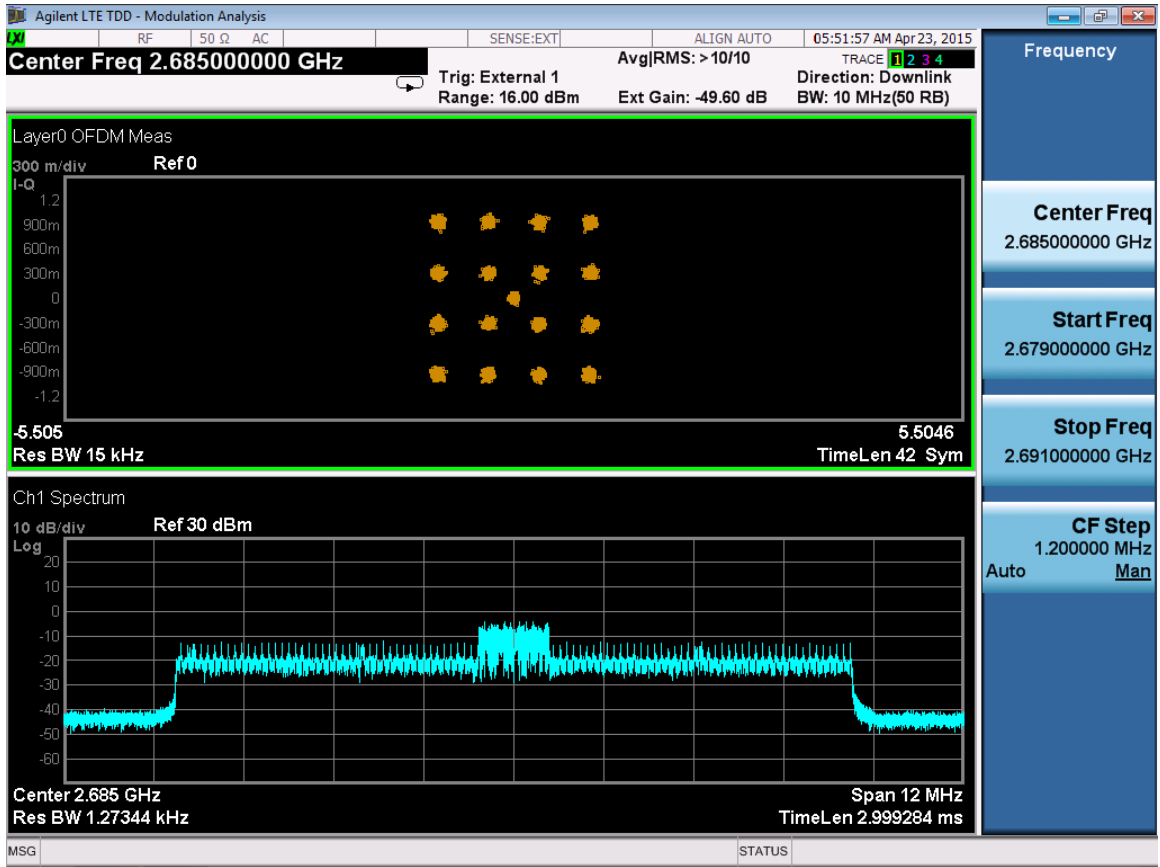 Agilent LTE TDD - Modulation Analysis
LXI RF 50 Ω AC SENSE:EXT ALIGN AUTO 05:51:57 AM Apr 23, 2015
Center Freq 2.685000000 GHz
Trig: External 1
Range: 16.00 dBm
Avg|RMS: >10/10
Ext Gain: -49.60 dB
TRACE 1 2 3 4
Direction: Downlink
BW: 10 MHz(50 RB)
Layer0 OFDM Meas
300 m/div Ref 0
I-Q
1.2
900m
600m
300m
0
-300m
-600m
-900m
-1.2
-5.505 5.5046
Res BW 15 kHz TimeLen 42 Sym
Ch1 Spectrum
10 dB/div Ref 30 dBm
Log
20
10
0
-10
-20
-30
-40
-50
-60
Center 2.685 GHz Span 12 MHz
Res BW 1.27344 kHz TimeLen 2.999284 ms
MSG STATUS
Frequency
Center Freq
2.685000000 GHz
Start Freq
2.679000000 GHz
Stop Freq
2.691000000 GHz
CF Step
1.200000 MHz
Auto Man